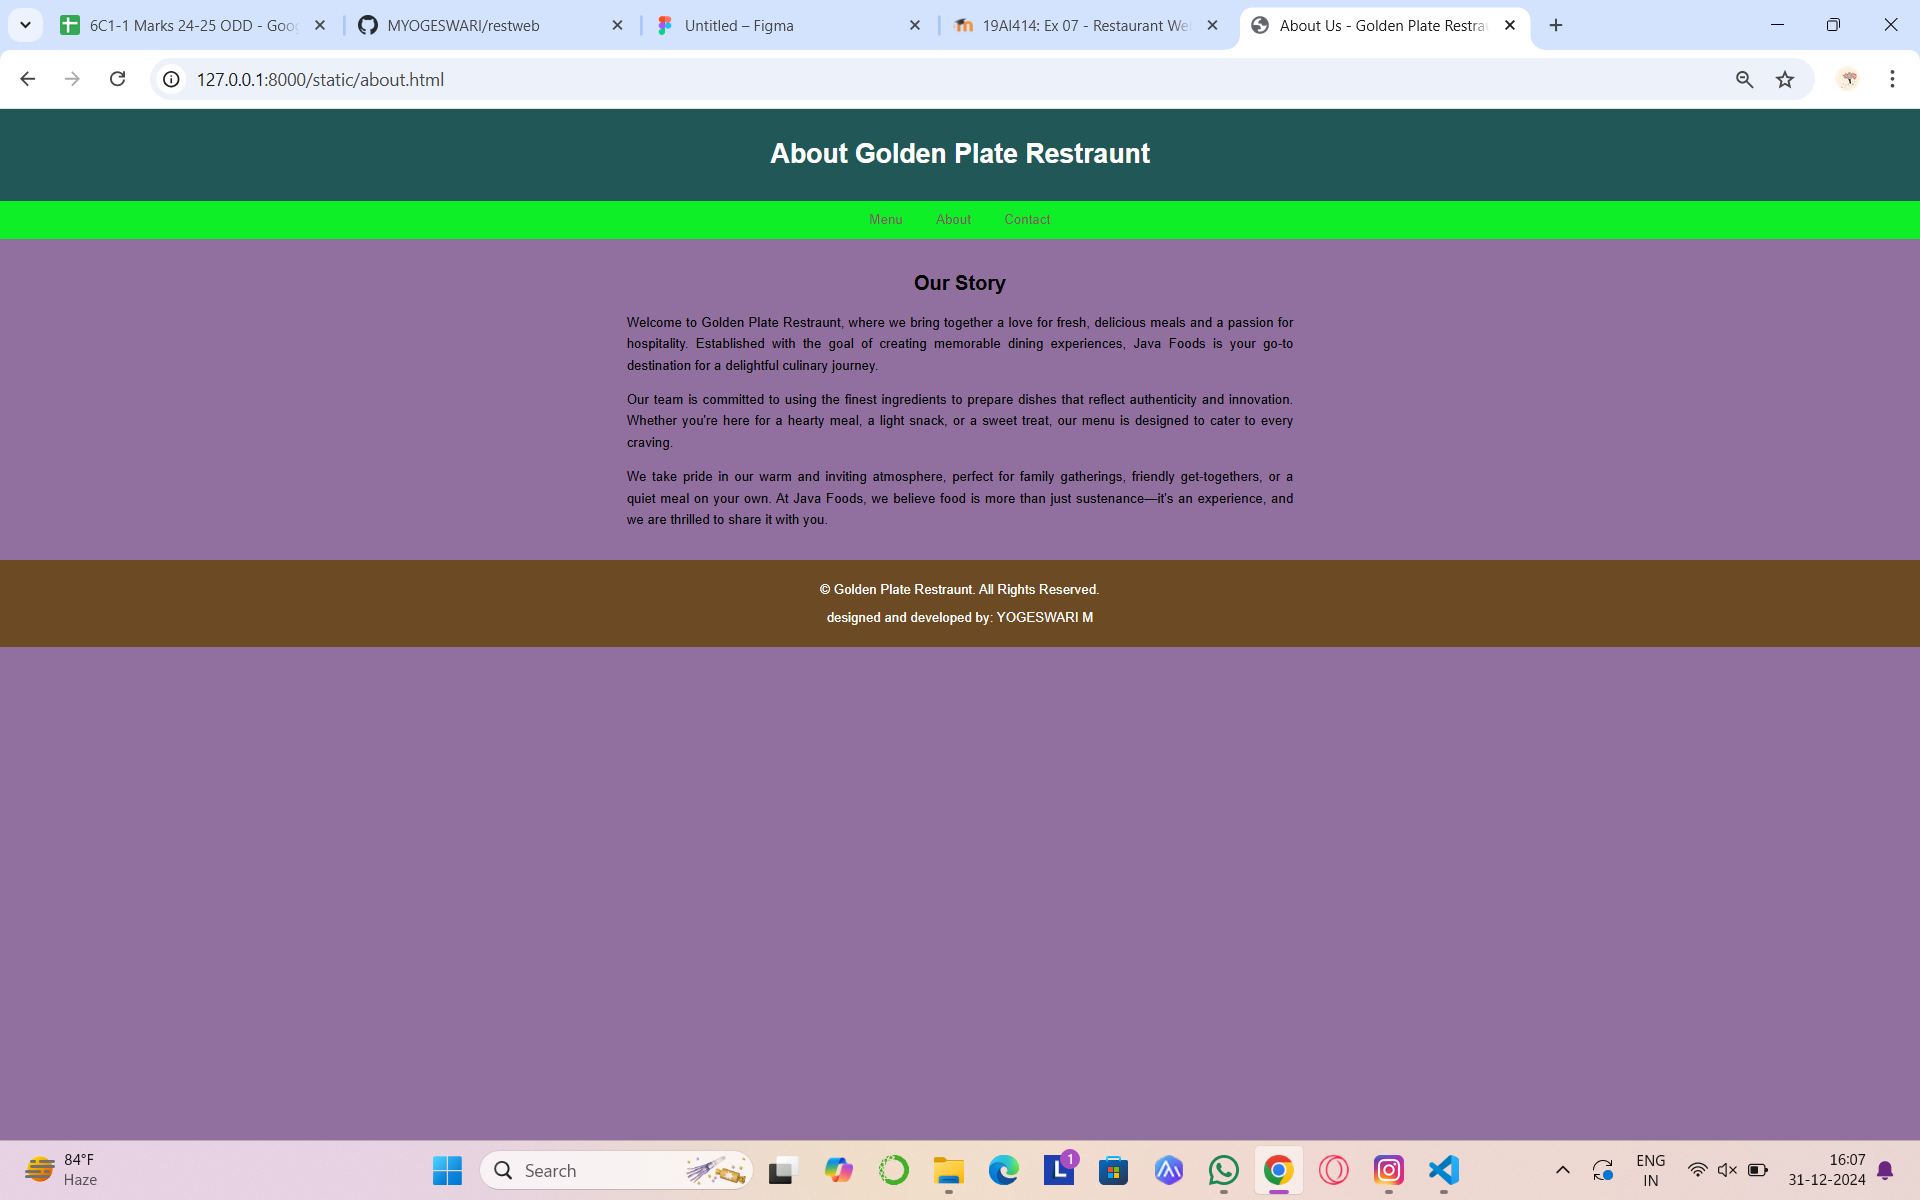 6C1-1 Marks 24-25 ODD - Goo
MYOGESWARI/restweb
Untitled – Figma
19AI414: Ex 07 - Restaurant We
About Us - Golden Plate Restra
127.0.0.1:8000/static/about.html
About Golden Plate Restraunt
Menu About Contact
Our Story
Welcome to Golden Plate Restraunt, where we bring together a love for fresh, delicious meals and a passion for
hospitality. Established with the goal of creating memorable dining experiences, Java Foods is your go-to
destination for a delightful culinary journey.
Our team is committed to using the finest ingredients to prepare dishes that reflect authenticity and innovation.
Whether you're here for a hearty meal, a light snack, or a sweet treat, our menu is designed to cater to every
craving.
We take pride in our warm and inviting atmosphere, perfect for family gatherings, friendly get-togethers, or a
quiet meal on your own. At Java Foods, we believe food is more than just sustenance—it's an experience, and
we are thrilled to share it with you.
© Golden Plate Restraunt. All Rights Reserved.
designed and developed by: YOGESWARI M
84°F
Haze
Search
L
1
ENG
IN
16:07
31-12-2024